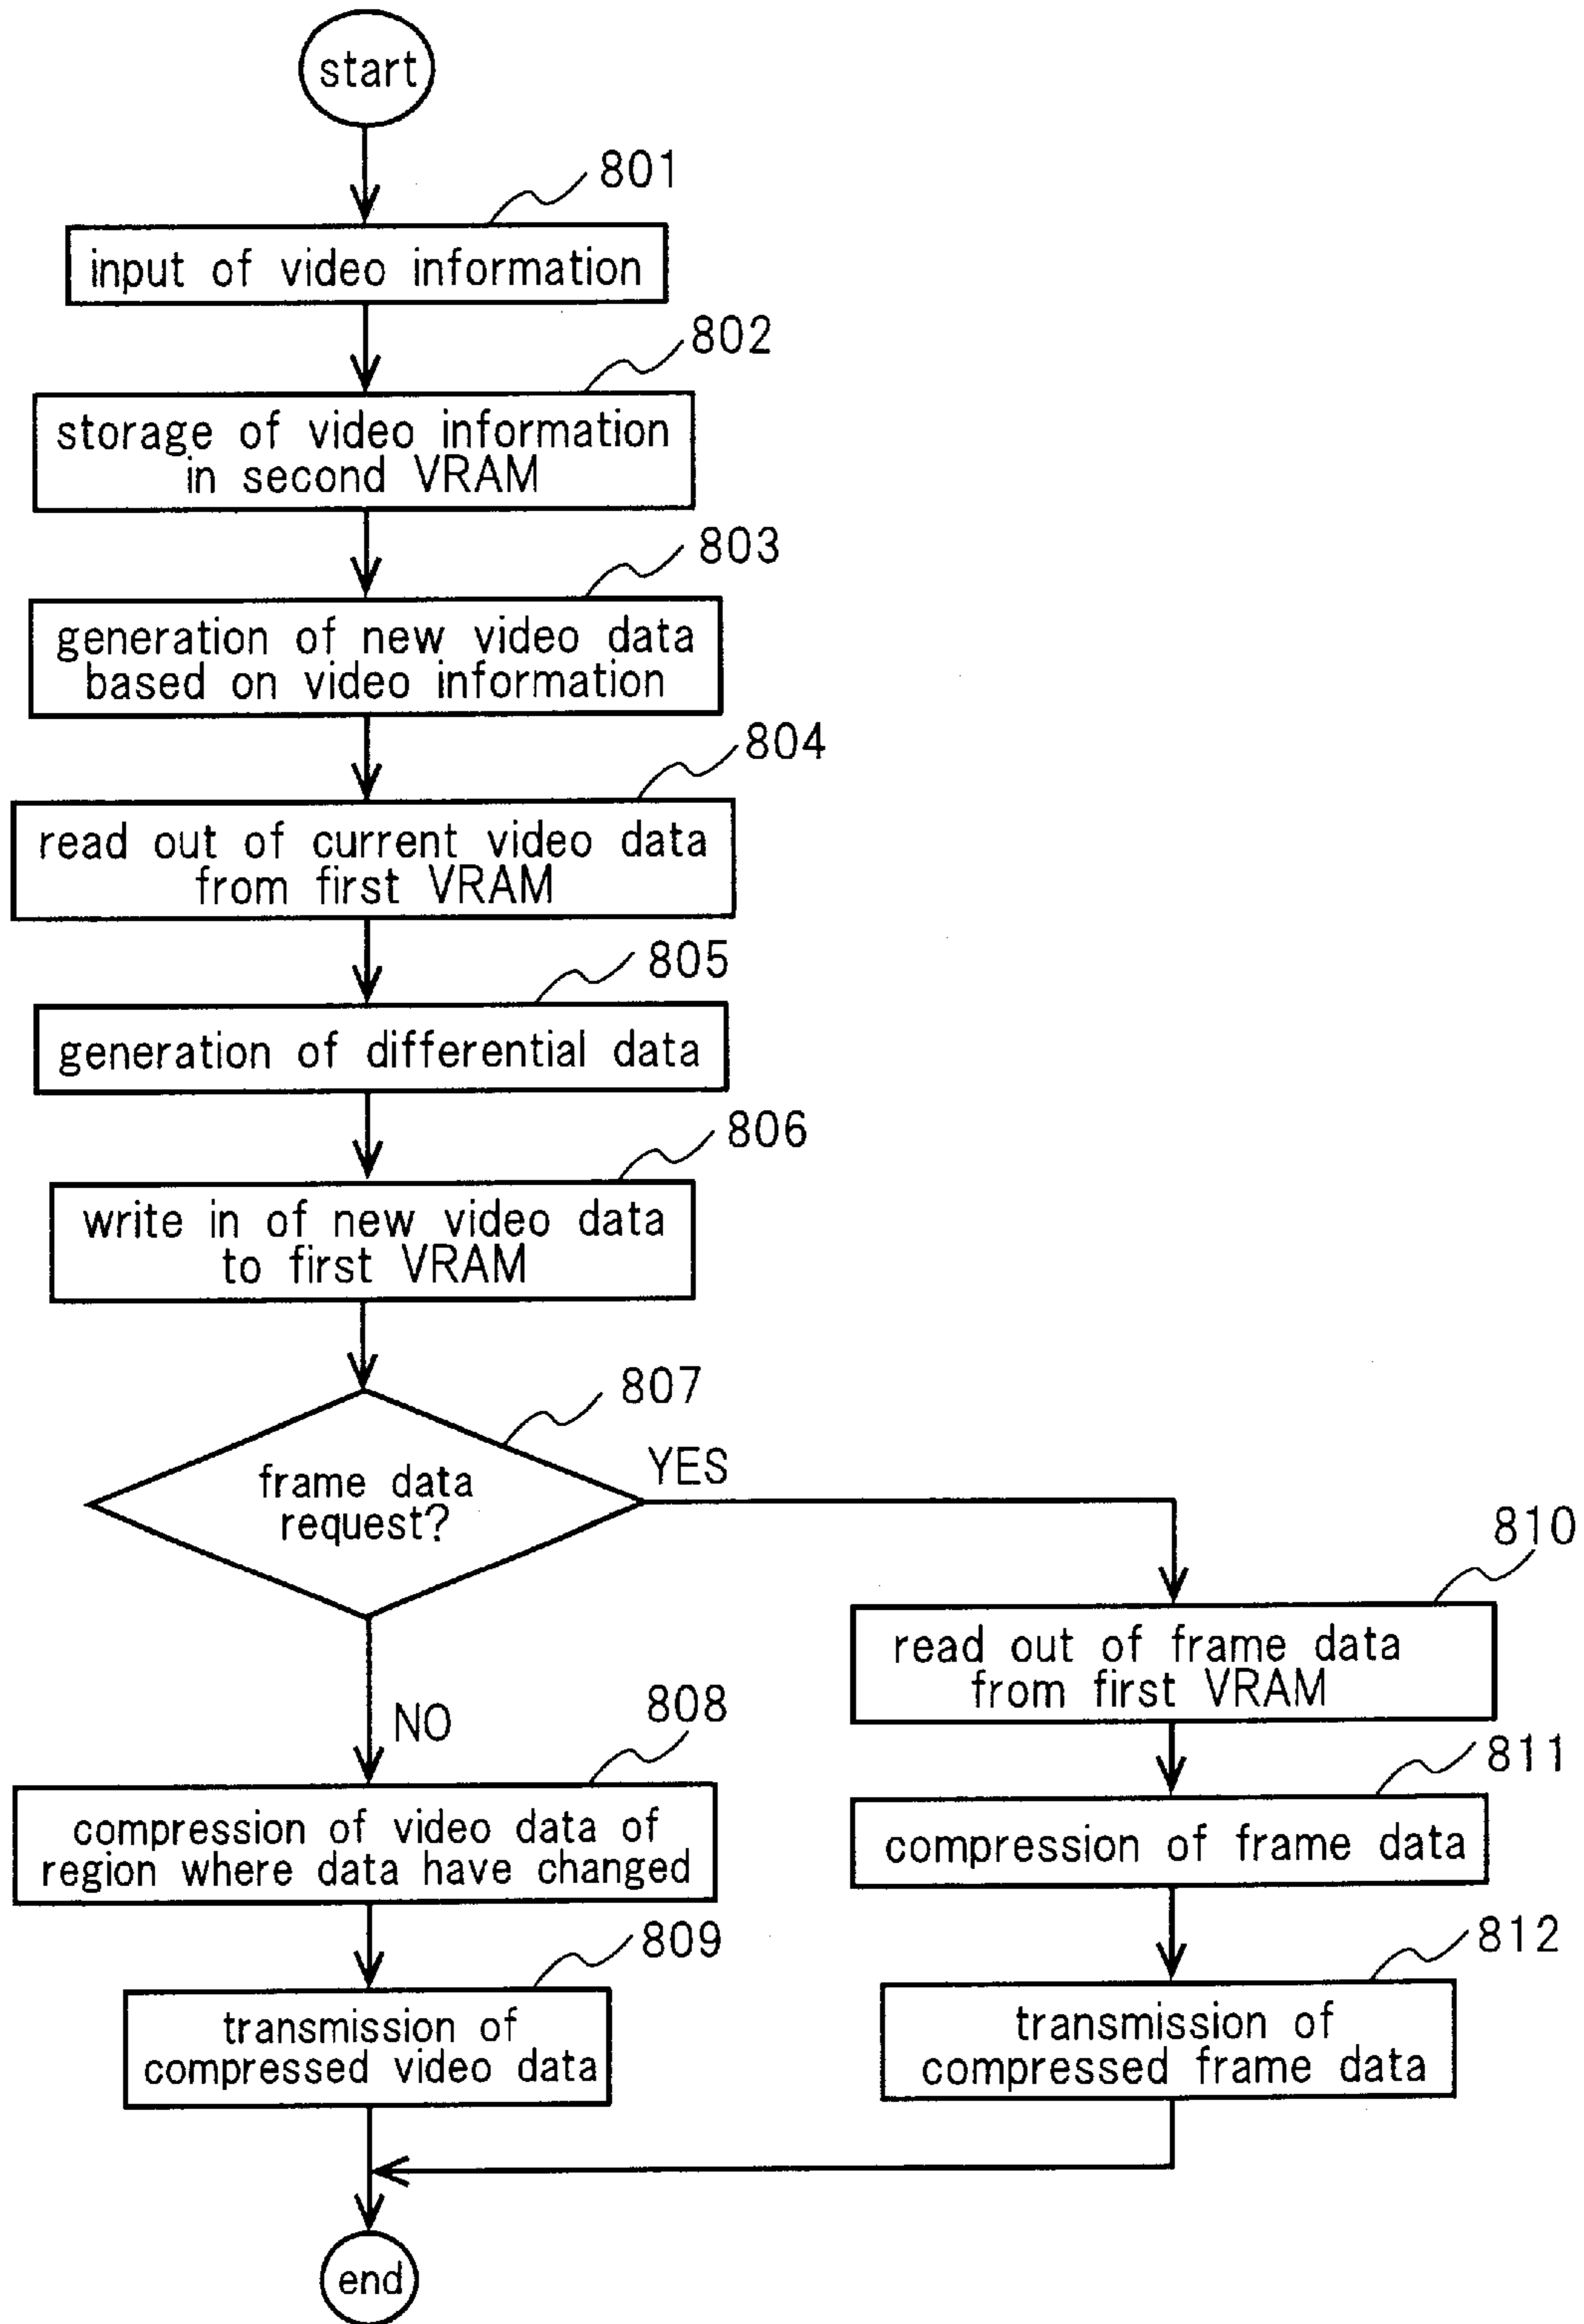 start
801
input of video information
802
storage of video information
in second VRAM
803
generation of new video data
based on video information
804
read out of current video data
from first VRAM
805
generation of differential data
806
write in of new video data
to first VRAM
807
frame data
request?
YES
NO
808
compression of video data of
region where data have changed
809
transmission of
compressed video data
810
read out of frame data
from first VRAM
811
compression of frame data
812
transmission of
compressed frame data
end